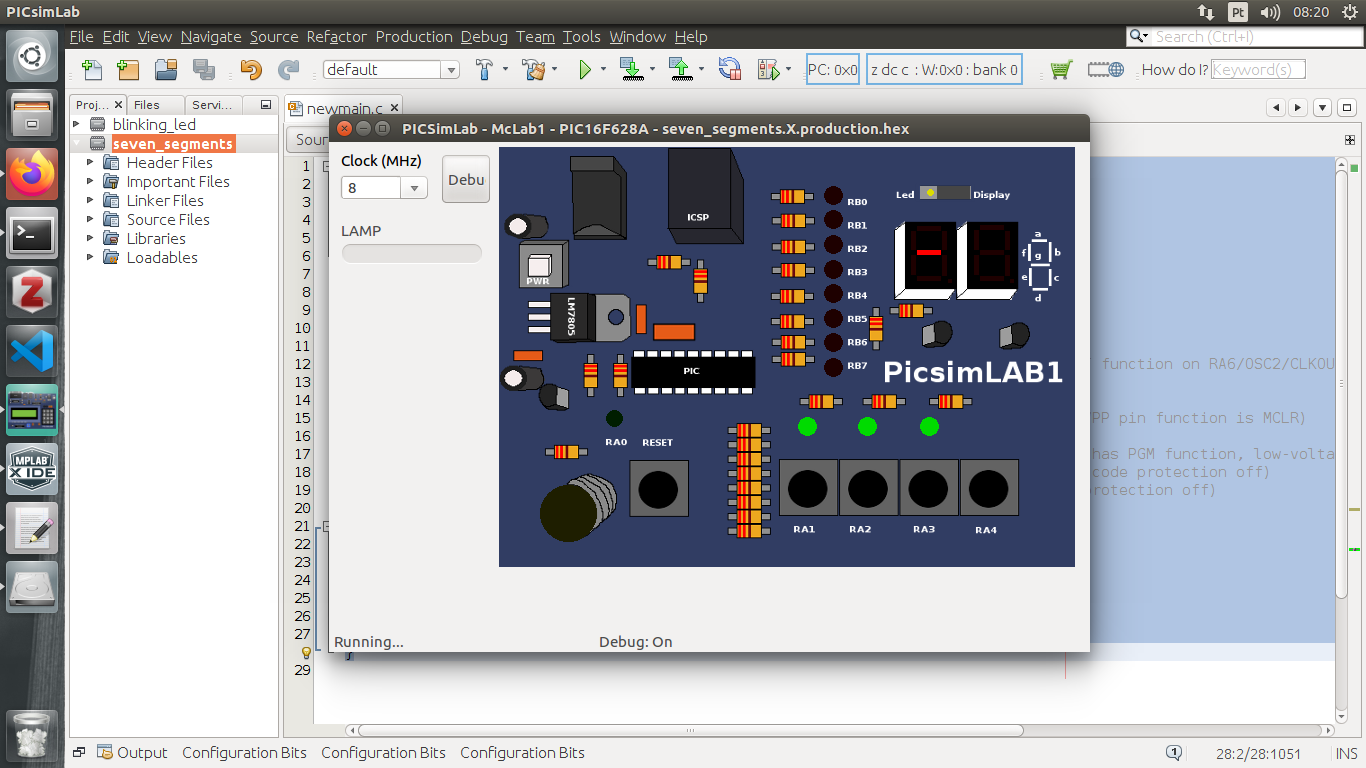 PICsimLab
Pt
08:20
File Edit View Navigate Source Refactor Production Debug Team Tools Window Help
Search (Ctrl+I)
default
PC: 0x0
z dc c : W:0x0 : bank 0
How do I?
Keyword(s)
Proj...
Files
Servi...
newmain.c
blinking_led
seven_segments
Header Files
Important Files
Linker Files
Source Files
Libraries
Loadables
Sour
PICSimLab - McLab1 - PIC16F628A - seven_segments.X.production.hex
Clock (MHz)
8
Debu
LAMP
ICSP
PWR
LM7805
PIC
RA0
RESET
RB0
RB1
RB2
RB3
RB4
RB5
RB6
RB7
Led
Display
a
f
b
g
e
c
d
PicsimLAB1
RA1
RA2
RA3
RA4
Running...
Debug: On
1
2
3
4
5
6
7
8
9
10
11
12
13
14
15
16
17
18
19
20
21
22
23
24
25
26
27
29
function on RA6/OSC2/CLKOU
PP pin function is MCLR)
has PGM function, low-volta
code protection off)
rotection off)
}
MPLAB
X IDE
Output
Configuration Bits
Configuration Bits
Configuration Bits
1
28:2/28:1051
INS